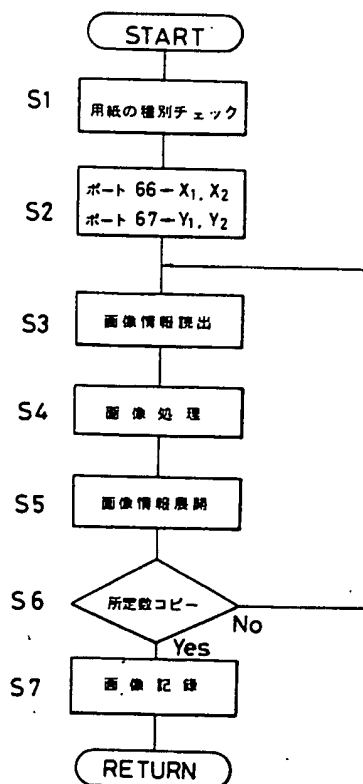 START
S1
用紙の種別チェック
S2
ポート 66←X₁, X₂
ポート 67←Y₁, Y₂
S3
画像情報読出
S4
画像処理
S5
画像情報展開
S6
所定数コピー
No
Yes
S7
画像記録
RETURN